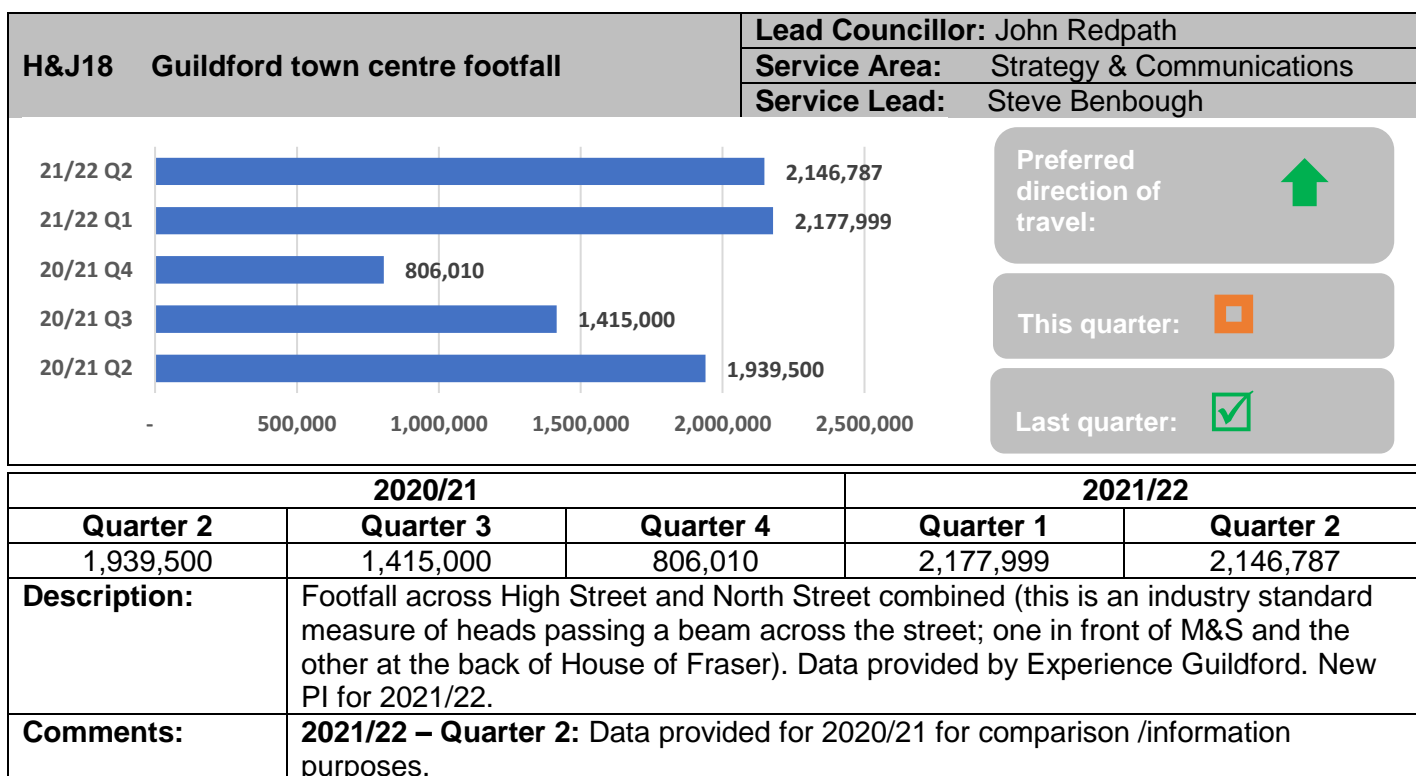 H&J18 Guildford town centre footfall
Lead Councillor: John Redpath
Service Area: Strategy & Communications
Service Lead: Steve Benbough
21/22 Q2 2,146,787
21/22 Q1 2,177,999
20/21 Q4 806,010
20/21 Q3 1,415,000
20/21 Q2 1,939,500
- 500,000 1,000,000 1,500,000 2,000,000 2,500,000
Preferred
direction of
travel:
This quarter:
Last quarter:
2020/21 2021/22
Quarter 2 Quarter 3 Quarter 4 Quarter 1 Quarter 2
1,939,500 1,415,000 806,010 2,177,999 2,146,787
Description: Footfall across High Street and North Street combined (this is an industry standard
measure of heads passing a beam across the street; one in front of M&S and the
other at the back of House of Fraser). Data provided by Experience Guildford. New
PI for 2021/22.
Comments: 2021/22 – Quarter 2: Data provided for 2020/21 for comparison /information
purposes.